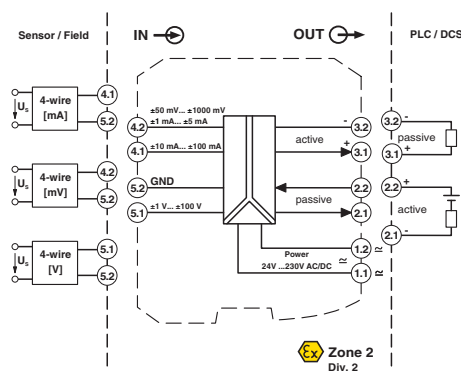 Sensor / Field
IN
OUT
PLC / DCS
Us
4-wire
[mA]
4.1
5.2
Us
4-wire
[mV]
4.2
5.2
Us
4-wire
[V]
5.1
5.2
±50 mV... ±1000 mV
4.2
±1 mA... ±5 mA
4.1
±10 mA... ±100 mA
5.2
GND
5.1
±1 V... ±100 V
-
3.2
active
+
3.1
2.2
passive
2.1
Power
1.2
≂
24V ...230V AC/DC
≂
1.1
≂
3.2
-
passive
3.1
+
2.2
+
active
2.1
-
Ex
Zone 2
Div. 2